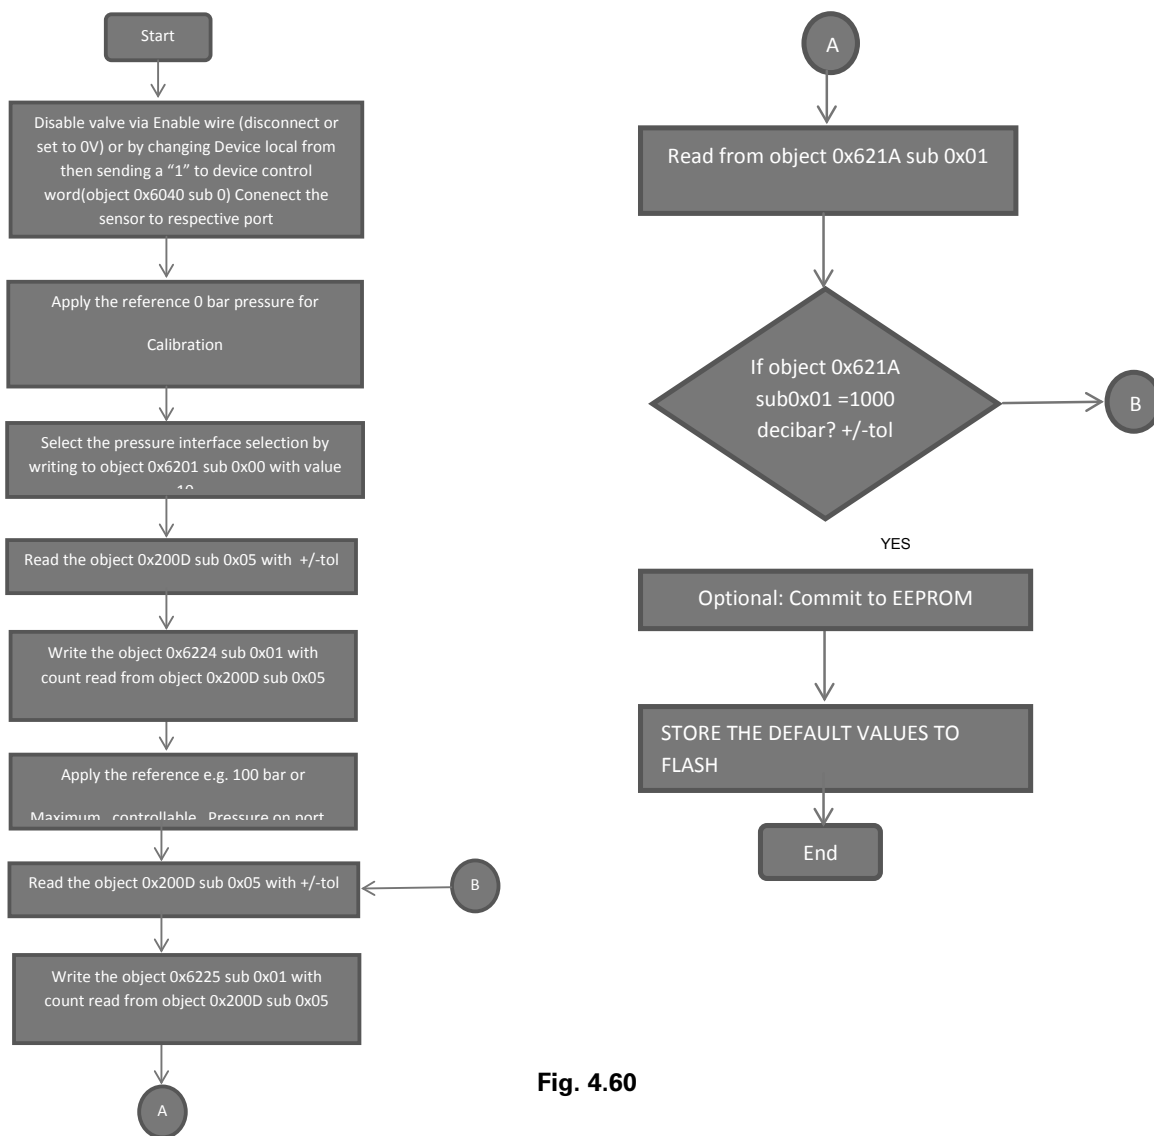 Start
Disable valve via Enable wire (disconnect or
set to 0V) or by changing Device local from
then sending a “1” to device control
word(object 0x6040 sub 0) Conenect the
sensor to respective port
Apply the reference 0 bar pressure for
Calibration
Select the pressure interface selection by
writing to object 0x6201 sub 0x00 with value
Read the object 0x200D sub 0x05 with +/-tol
Write the object 0x6224 sub 0x01 with
count read from object 0x200D sub 0x05
Apply the reference e.g. 100 bar or
Maximum controllable Pressure on port
Read the object 0x200D sub 0x05 with +/-tol
B
Write the object 0x6225 sub 0x01 with
count read from object 0x200D sub 0x05
A
A
Read from object 0x621A sub 0x01
If object 0x621A
sub0x01 =1000
decibar? +/-tol
B
YES
Optional: Commit to EEPROM
STORE THE DEFAULT VALUES TO
FLASH
End
Fig. 4.60